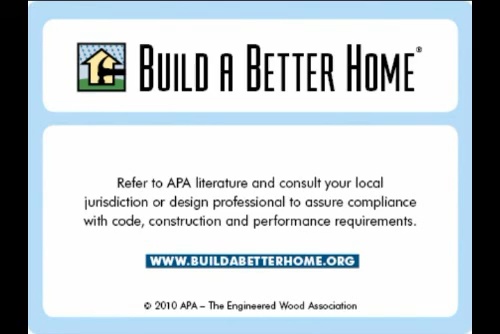 BUILD A BETTER HOME®
Refer to APA literature and consult your local
jurisdiction or design professional to assure compliance
with code, construction and performance requirements.
WWW.BUILDABETTERHOME.ORG
© 2010 APA – The Engineered Wood Association